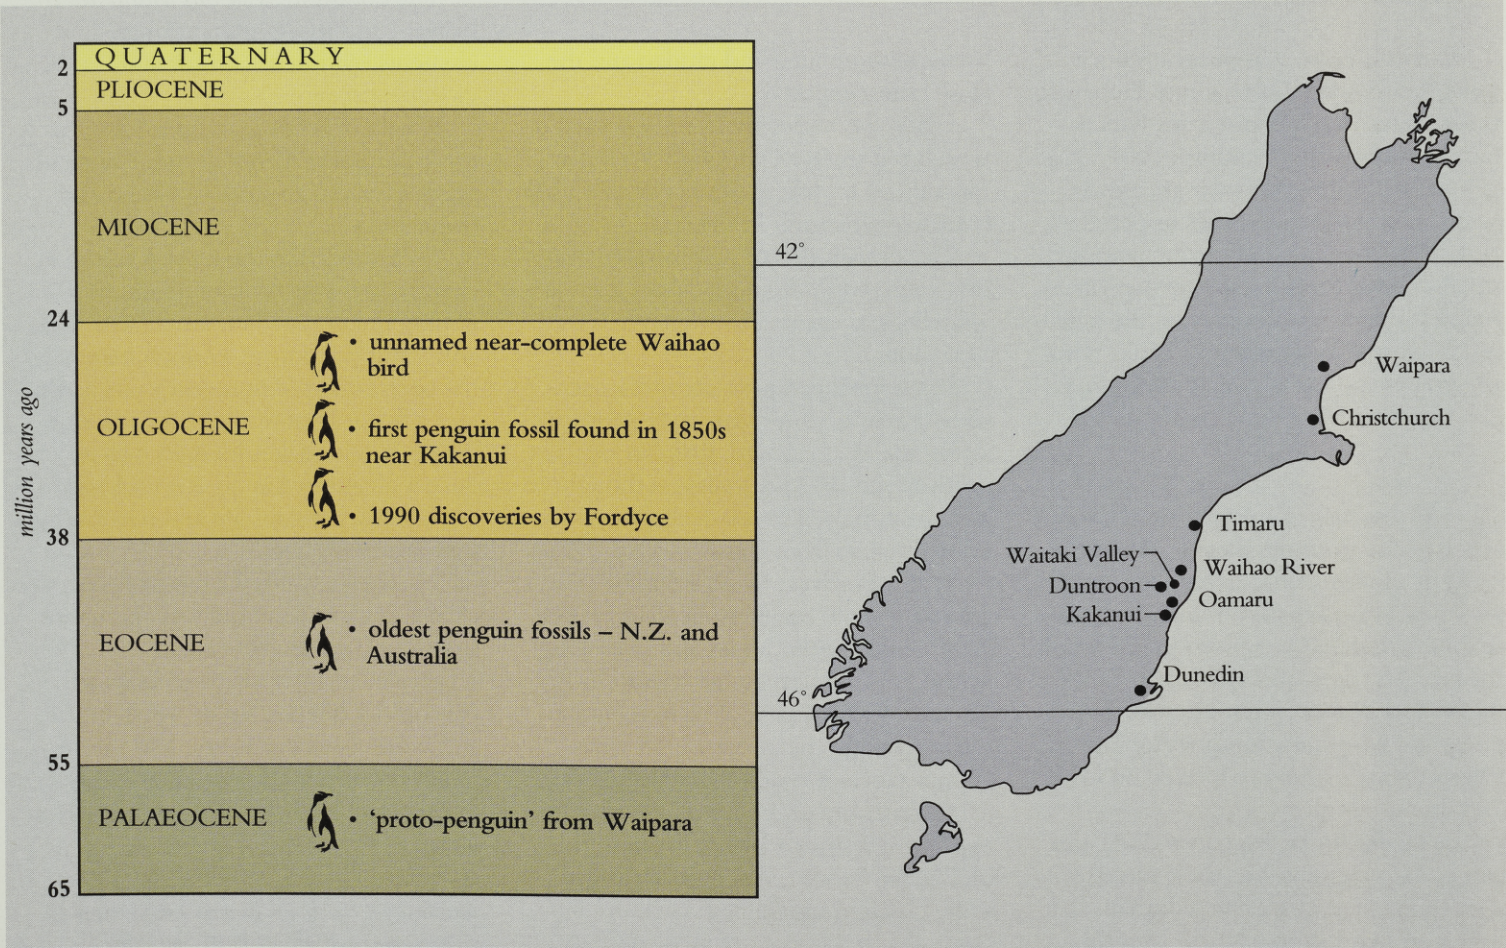 QUATERNARY
2
PLIOCENE
5
MIOCENE
24
• unnamed near-complete Waihao
bird
OLIGOCENE
• first penguin fossil found in 1850s
near Kakanui
• 1990 discoveries by Fordyce
38
EOCENE
• oldest penguin fossils – N.Z. and
Australia
55
PALAEOCENE
• ‘proto-penguin’ from Waipara
65
million years ago
42°
Waipara
Christchurch
Timaru
Waitaki Valley
Waihao River
Duntroon
Oamaru
Kakanui
Dunedin
46°